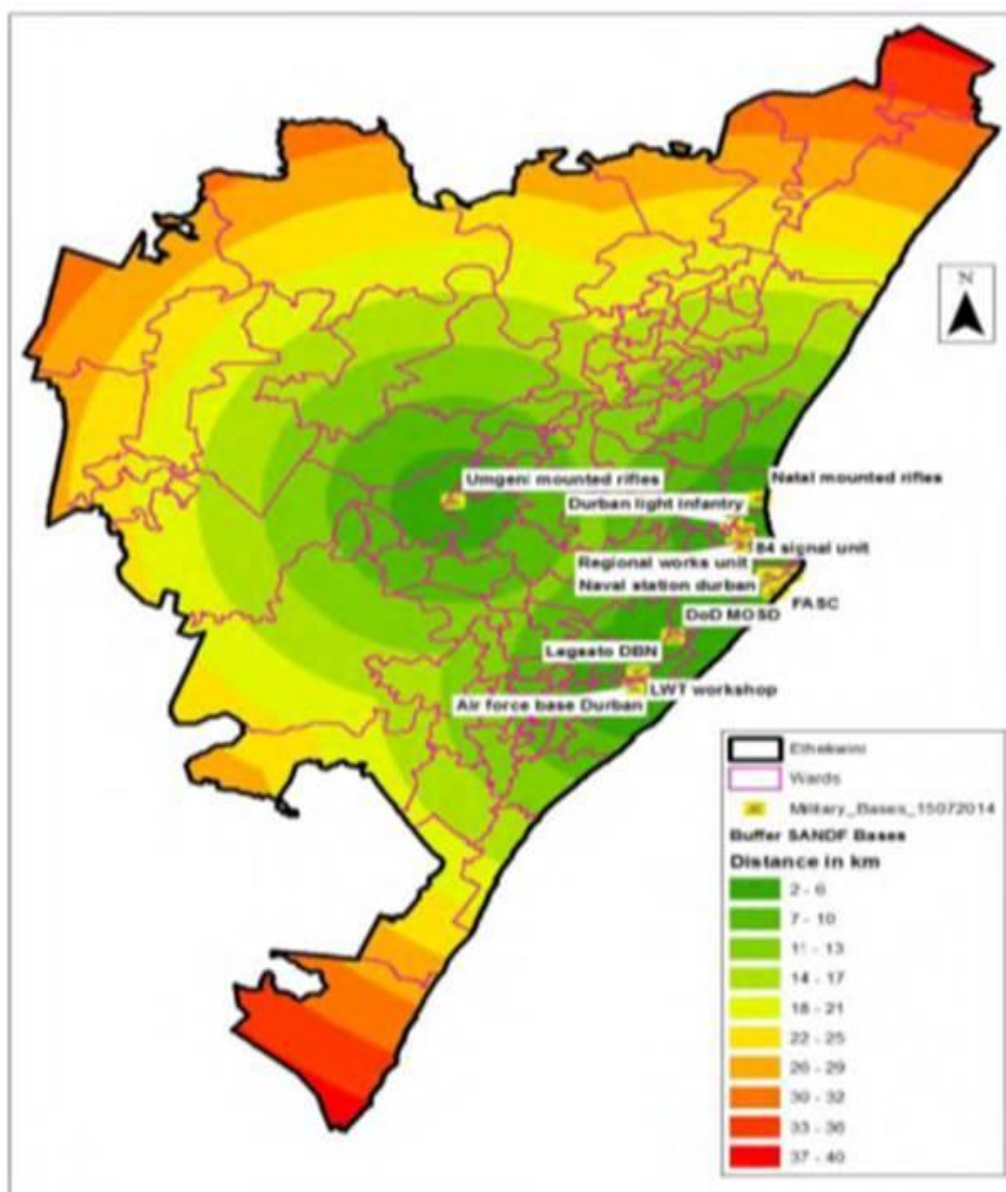 N
Umgeni mounted rifles
Natal mounted rifles
Durban light infantry
84 signal unit
Regional works unit
Naval station durban
FASC
DoD MOSD
Legsato DBN
LWT workshop
Air force base Durban
Ethekwini
Wards
Military_Bases_15072014
Buffer SANDF Bases
Distance in km
2 - 6
7 - 10
11 - 13
14 - 17
18 - 21
22 - 25
26 - 29
30 - 32
33 - 36
37 - 40